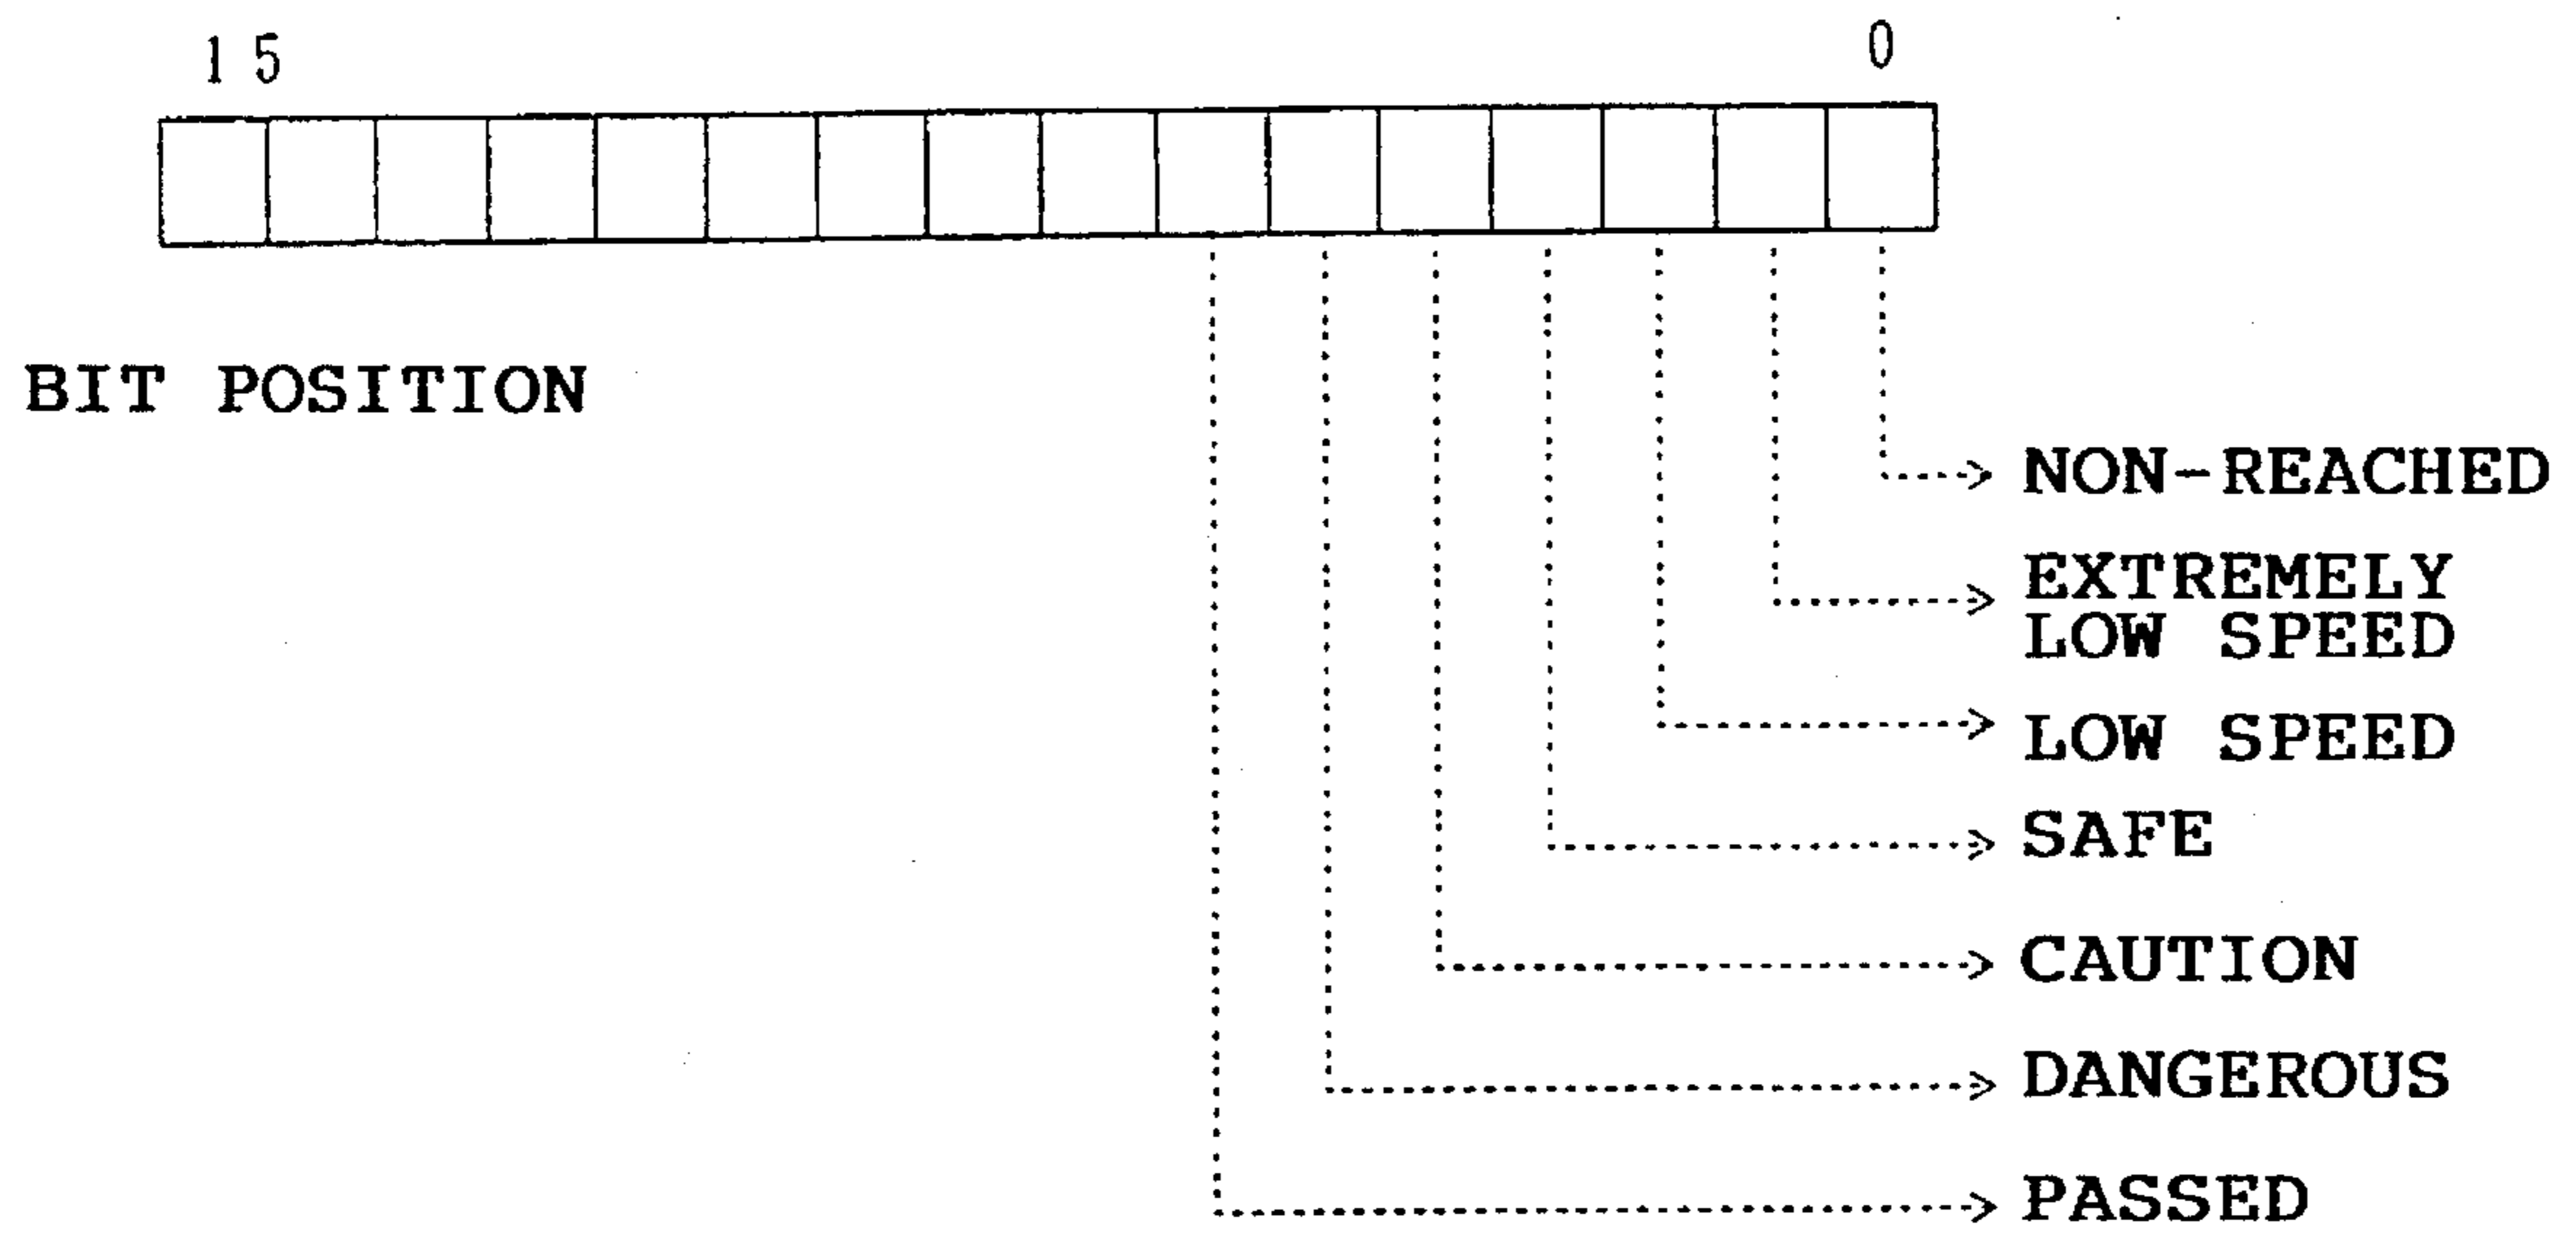 15 0
BIT POSITION
NON-REACHED
EXTREMELY
LOW SPEED
LOW SPEED
SAFE
CAUTION
DANGEROUS
PASSED